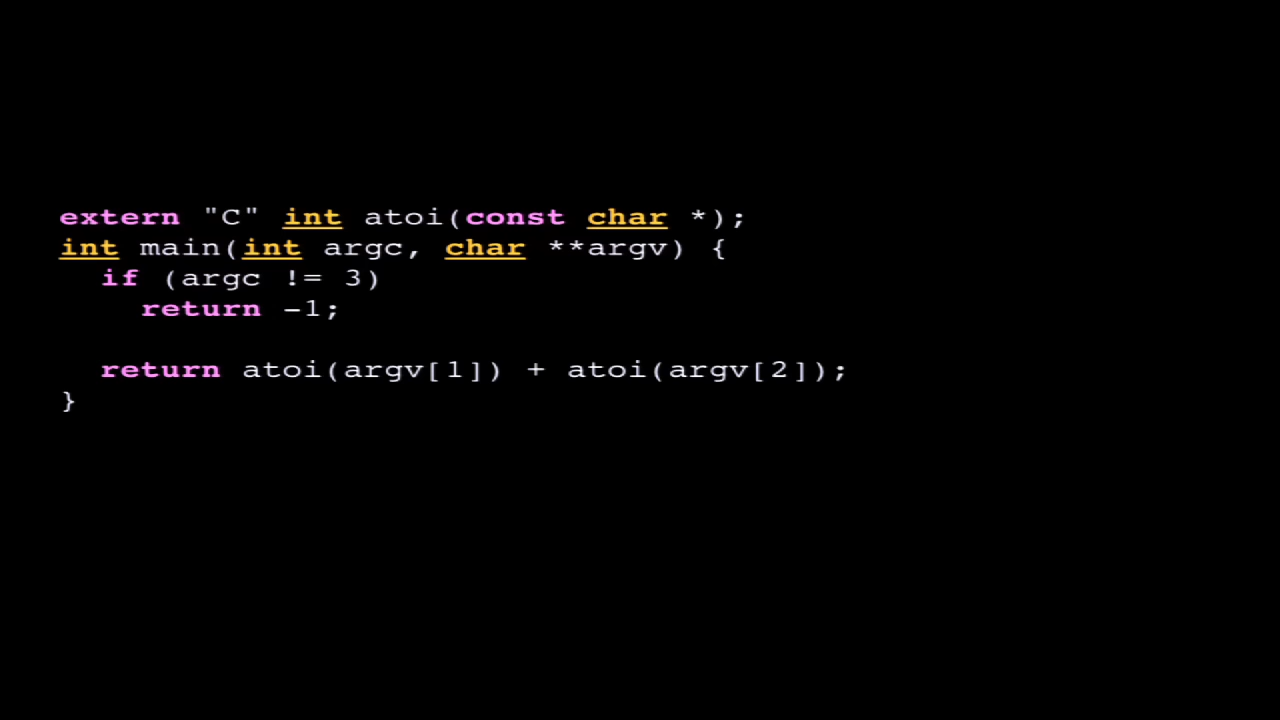 extern "C" int atoi(const char *);
int main(int argc, char **argv) {
  if (argc != 3)
    return -1;

  return atoi(argv[1]) + atoi(argv[2]);
}